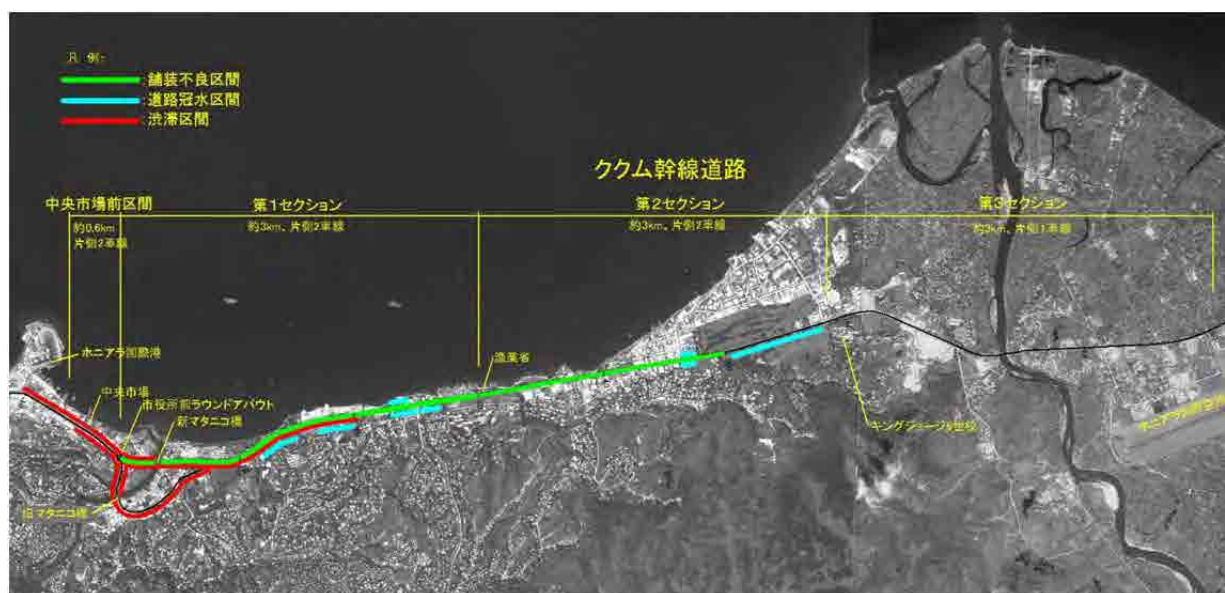 凡 例:
:舗装不良区間
:道路冠水区間
:渋滞区間
ククム幹線道路
中央市場前区間
第1セクション
第2セクション
第3セクション
約0.6km
片側2車線
約3km、片側2車線
約3km、片側2車線
約3km、片側1車線
ホニアラ国際港
漁業省
中央市場
市役所前ラウンドアバウト
新マタニコ橋
キングジョージ6世校
旧マタニコ橋